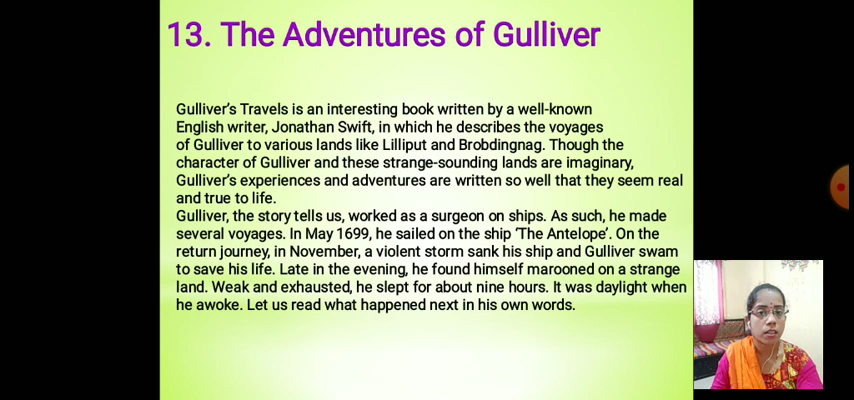 13. The Adventures of Gulliver
Gulliver's Travels is an interesting book written by a well-known
English writer, Jonathan Swift, in which he describes the voyages
of Gulliver to various lands like Lilliput and Brobdingnag. Though the
character of Gulliver and these strange-sounding lands are imaginary,
Gulliver's experiences and adventures are written so well that they seem real
and true to life.
Gulliver, the story tells us, worked as a surgeon on ships. As such, he made
several voyages. In May 1699, he sailed on the ship 'The Antelope'. On the
return journey, in November, a violent storm sank his ship and Gulliver swam
to save his life. Late in the evening, he found himself marooned on a strange
land. Weak and exhausted, he slept for about nine hours. It was daylight when
he awoke. Let us read what happened next in his own words.